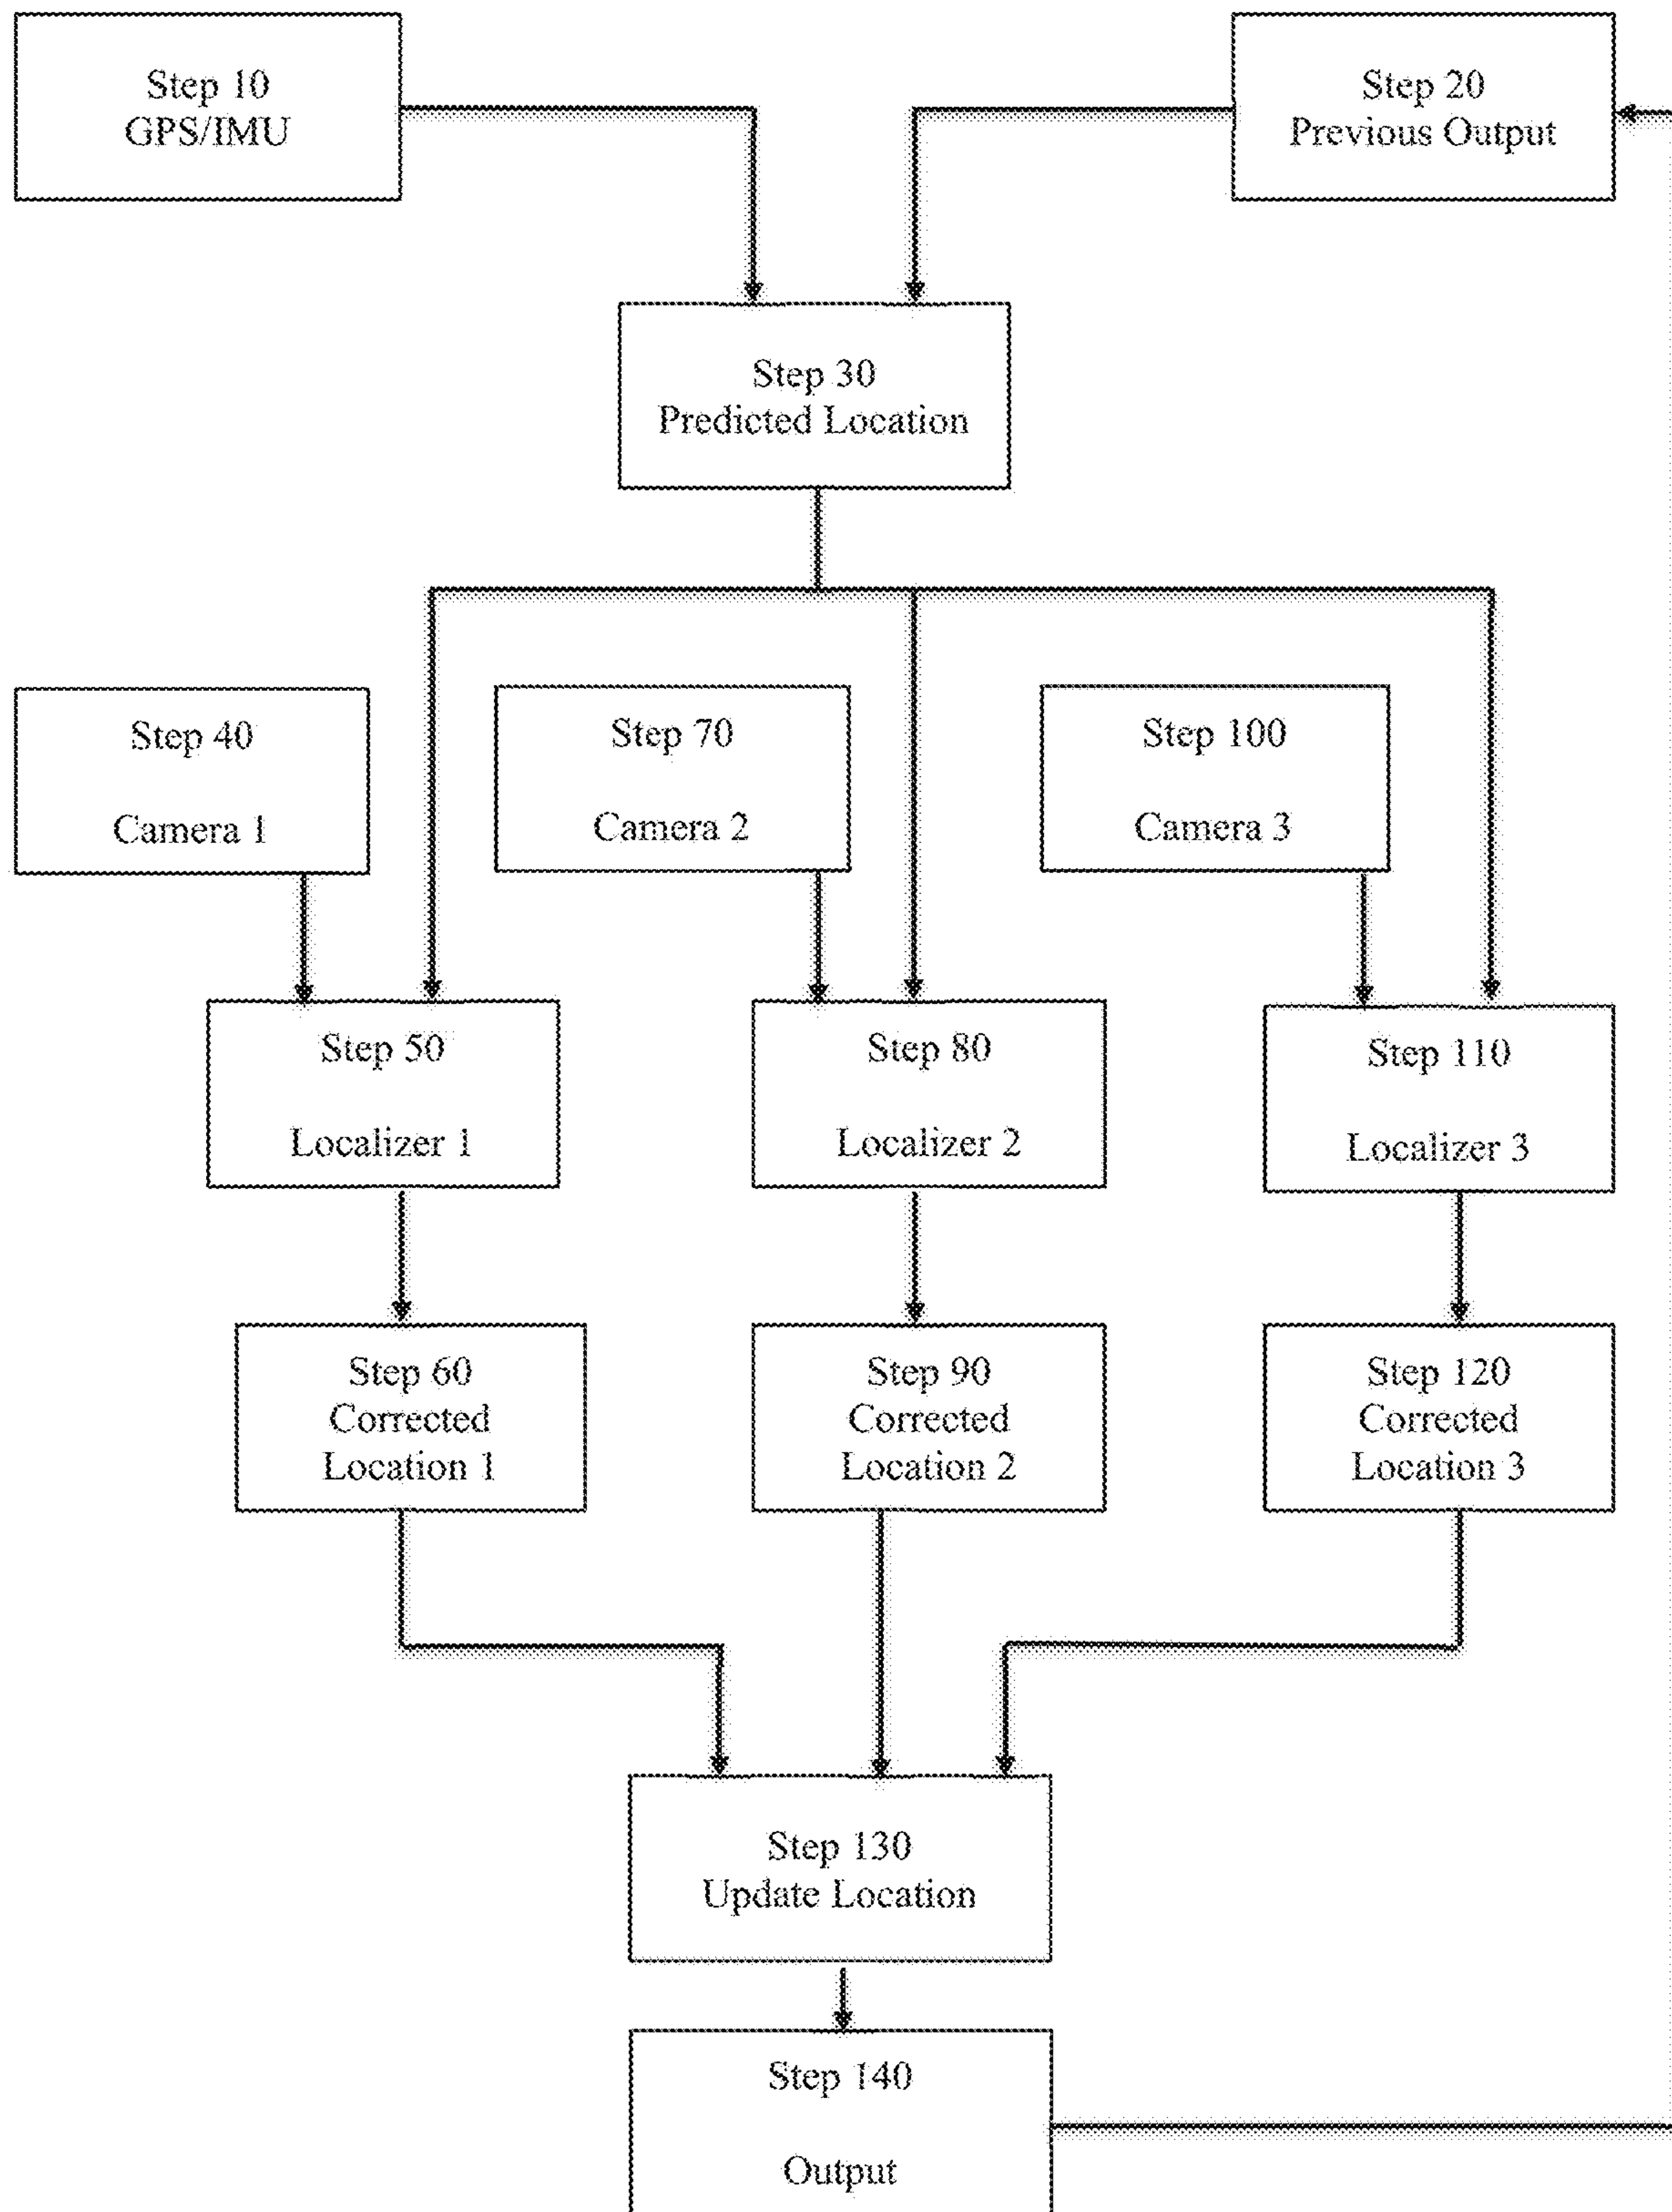 Step 10
GPS/IMU
Step 20
Previous Output
Step 30
Predicted Location
Step 40
Camera 1
Step 70
Camera 2
Step 100
Camera 3
Step 50
Localizer 1
Step 80
Localizer 2
Step 110
Localizer 3
Step 60
Corrected
Location 1
Step 90
Corrected
Location 2
Step 120
Corrected
Location 3
Step 130
Update Location
Step 140
Output